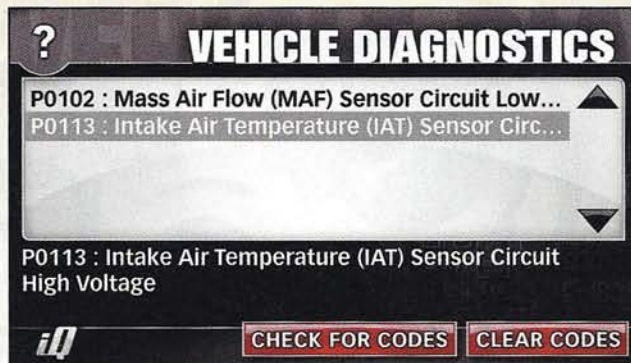 ?
VEHICLE DIAGNOSTICS
P0102 : Mass Air Flow (MAF) Sensor Circuit Low...
P0113 : Intake Air Temperature (IAT) Sensor Circ...
P0113 : Intake Air Temperature (IAT) Sensor Circuit
High Voltage
iQ
CHECK FOR CODES
CLEAR CODES